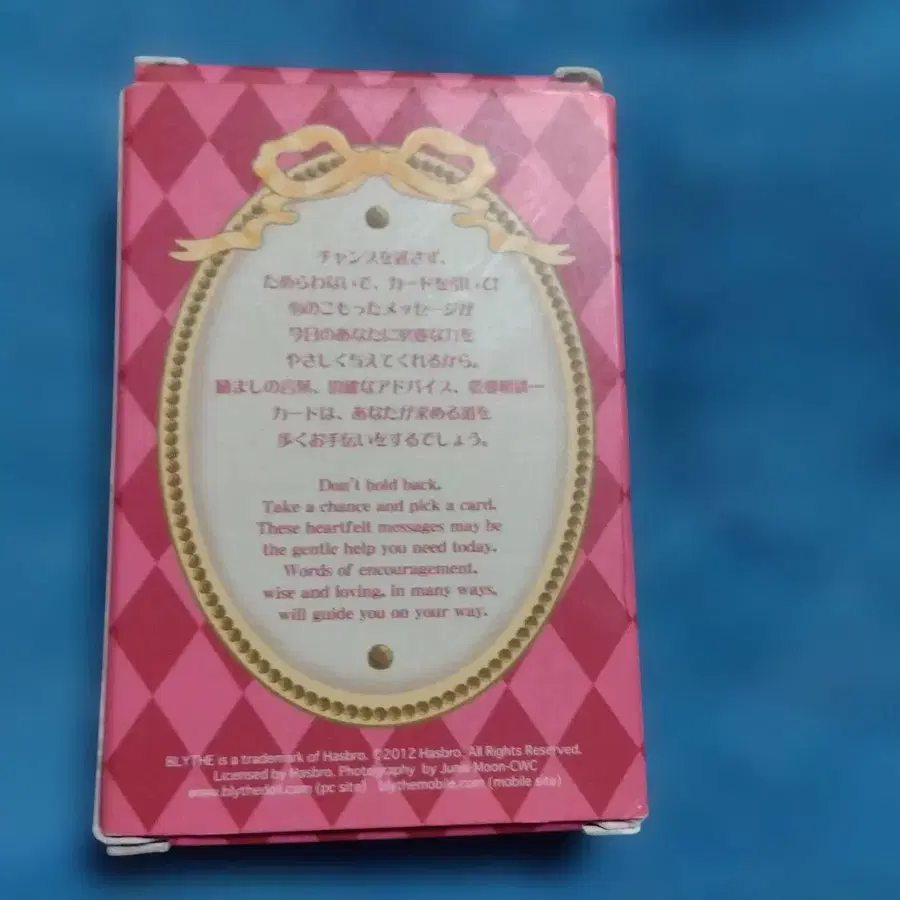 チャンスを逃さず、
ためらわないで、カードを引いて!
心のこもったメッセージが
今日のあなたに必要な力を
やさしく与えてくれるから。
励ましの言葉、的確なアドバイス、恋愛相談…
カードは、あなたが求める道を
歩くお手伝いをするでしょう。
Don't hold back.
Take a chance and pick a card.
These heartfelt messages may be
the gentle help you need today.
Words of encouragement,
wise and loving, in many ways,
will guide you on your way.
BLYTHE is a trademark of Hasbro. ©2012 Hasbro. All Rights Reserved.
Licensed by Hasbro. Photography by Junie Moon-CWC
www.blythedoll.com (pc site) blythemobile.com (mobile site)